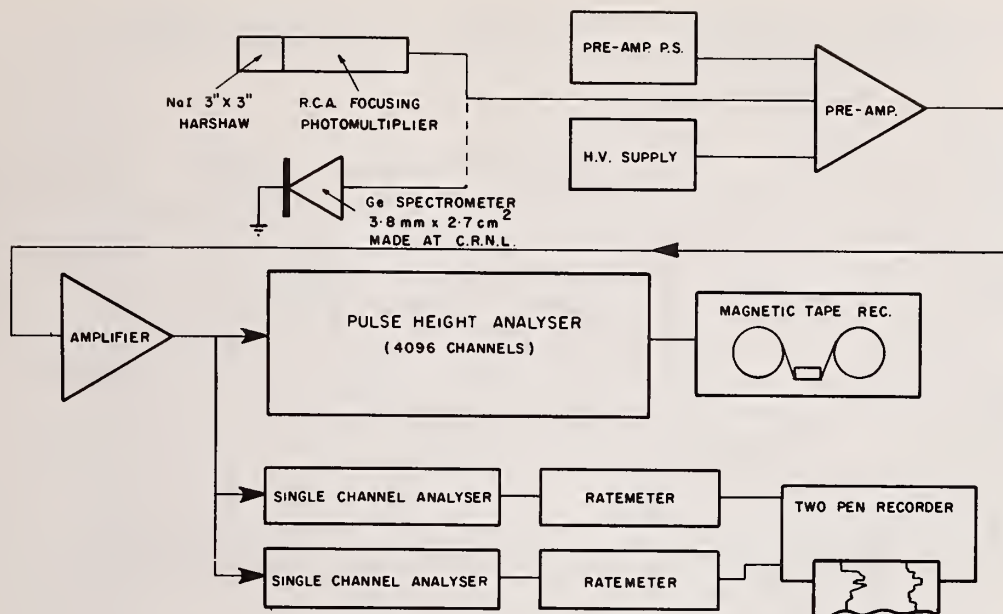 PRE-AMP. P.S.
NaI 3" X 3"
HARSHAW
R.C.A. FOCUSING
PHOTOMULTIPLIER
PRE-AMP.
H.V. SUPPLY
Ge SPECTROMETER
3·8 mm x 2·7 cm²
MADE AT C.R.N.L.
AMPLIFIER
PULSE HEIGHT ANALYSER
(4096 CHANNELS)
MAGNETIC TAPE REC.
SINGLE CHANNEL ANALYSER
RATEMETER
TWO PEN RECORDER
SINGLE CHANNEL ANALYSER
RATEMETER